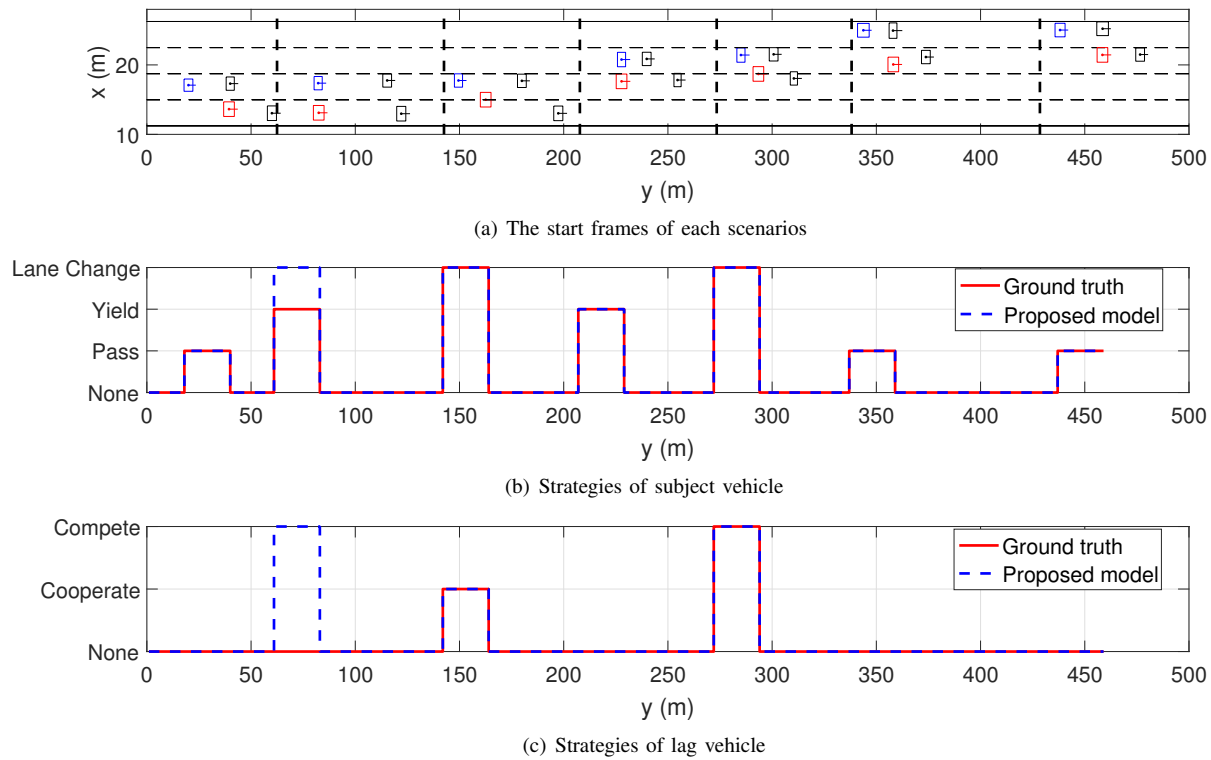 x (m)
20
10
0 50 100 150 200 250 300 350 400 450 500
y (m)
(a) The start frames of each scenarios
Lane Change
Yield
Pass
None
Ground truth
Proposed model
0 50 100 150 200 250 300 350 400 450 500
y (m)
(b) Strategies of subject vehicle
Compete
Cooperate
None
Ground truth
Proposed model
0 50 100 150 200 250 300 350 400 450 500
y (m)
(c) Strategies of lag vehicle